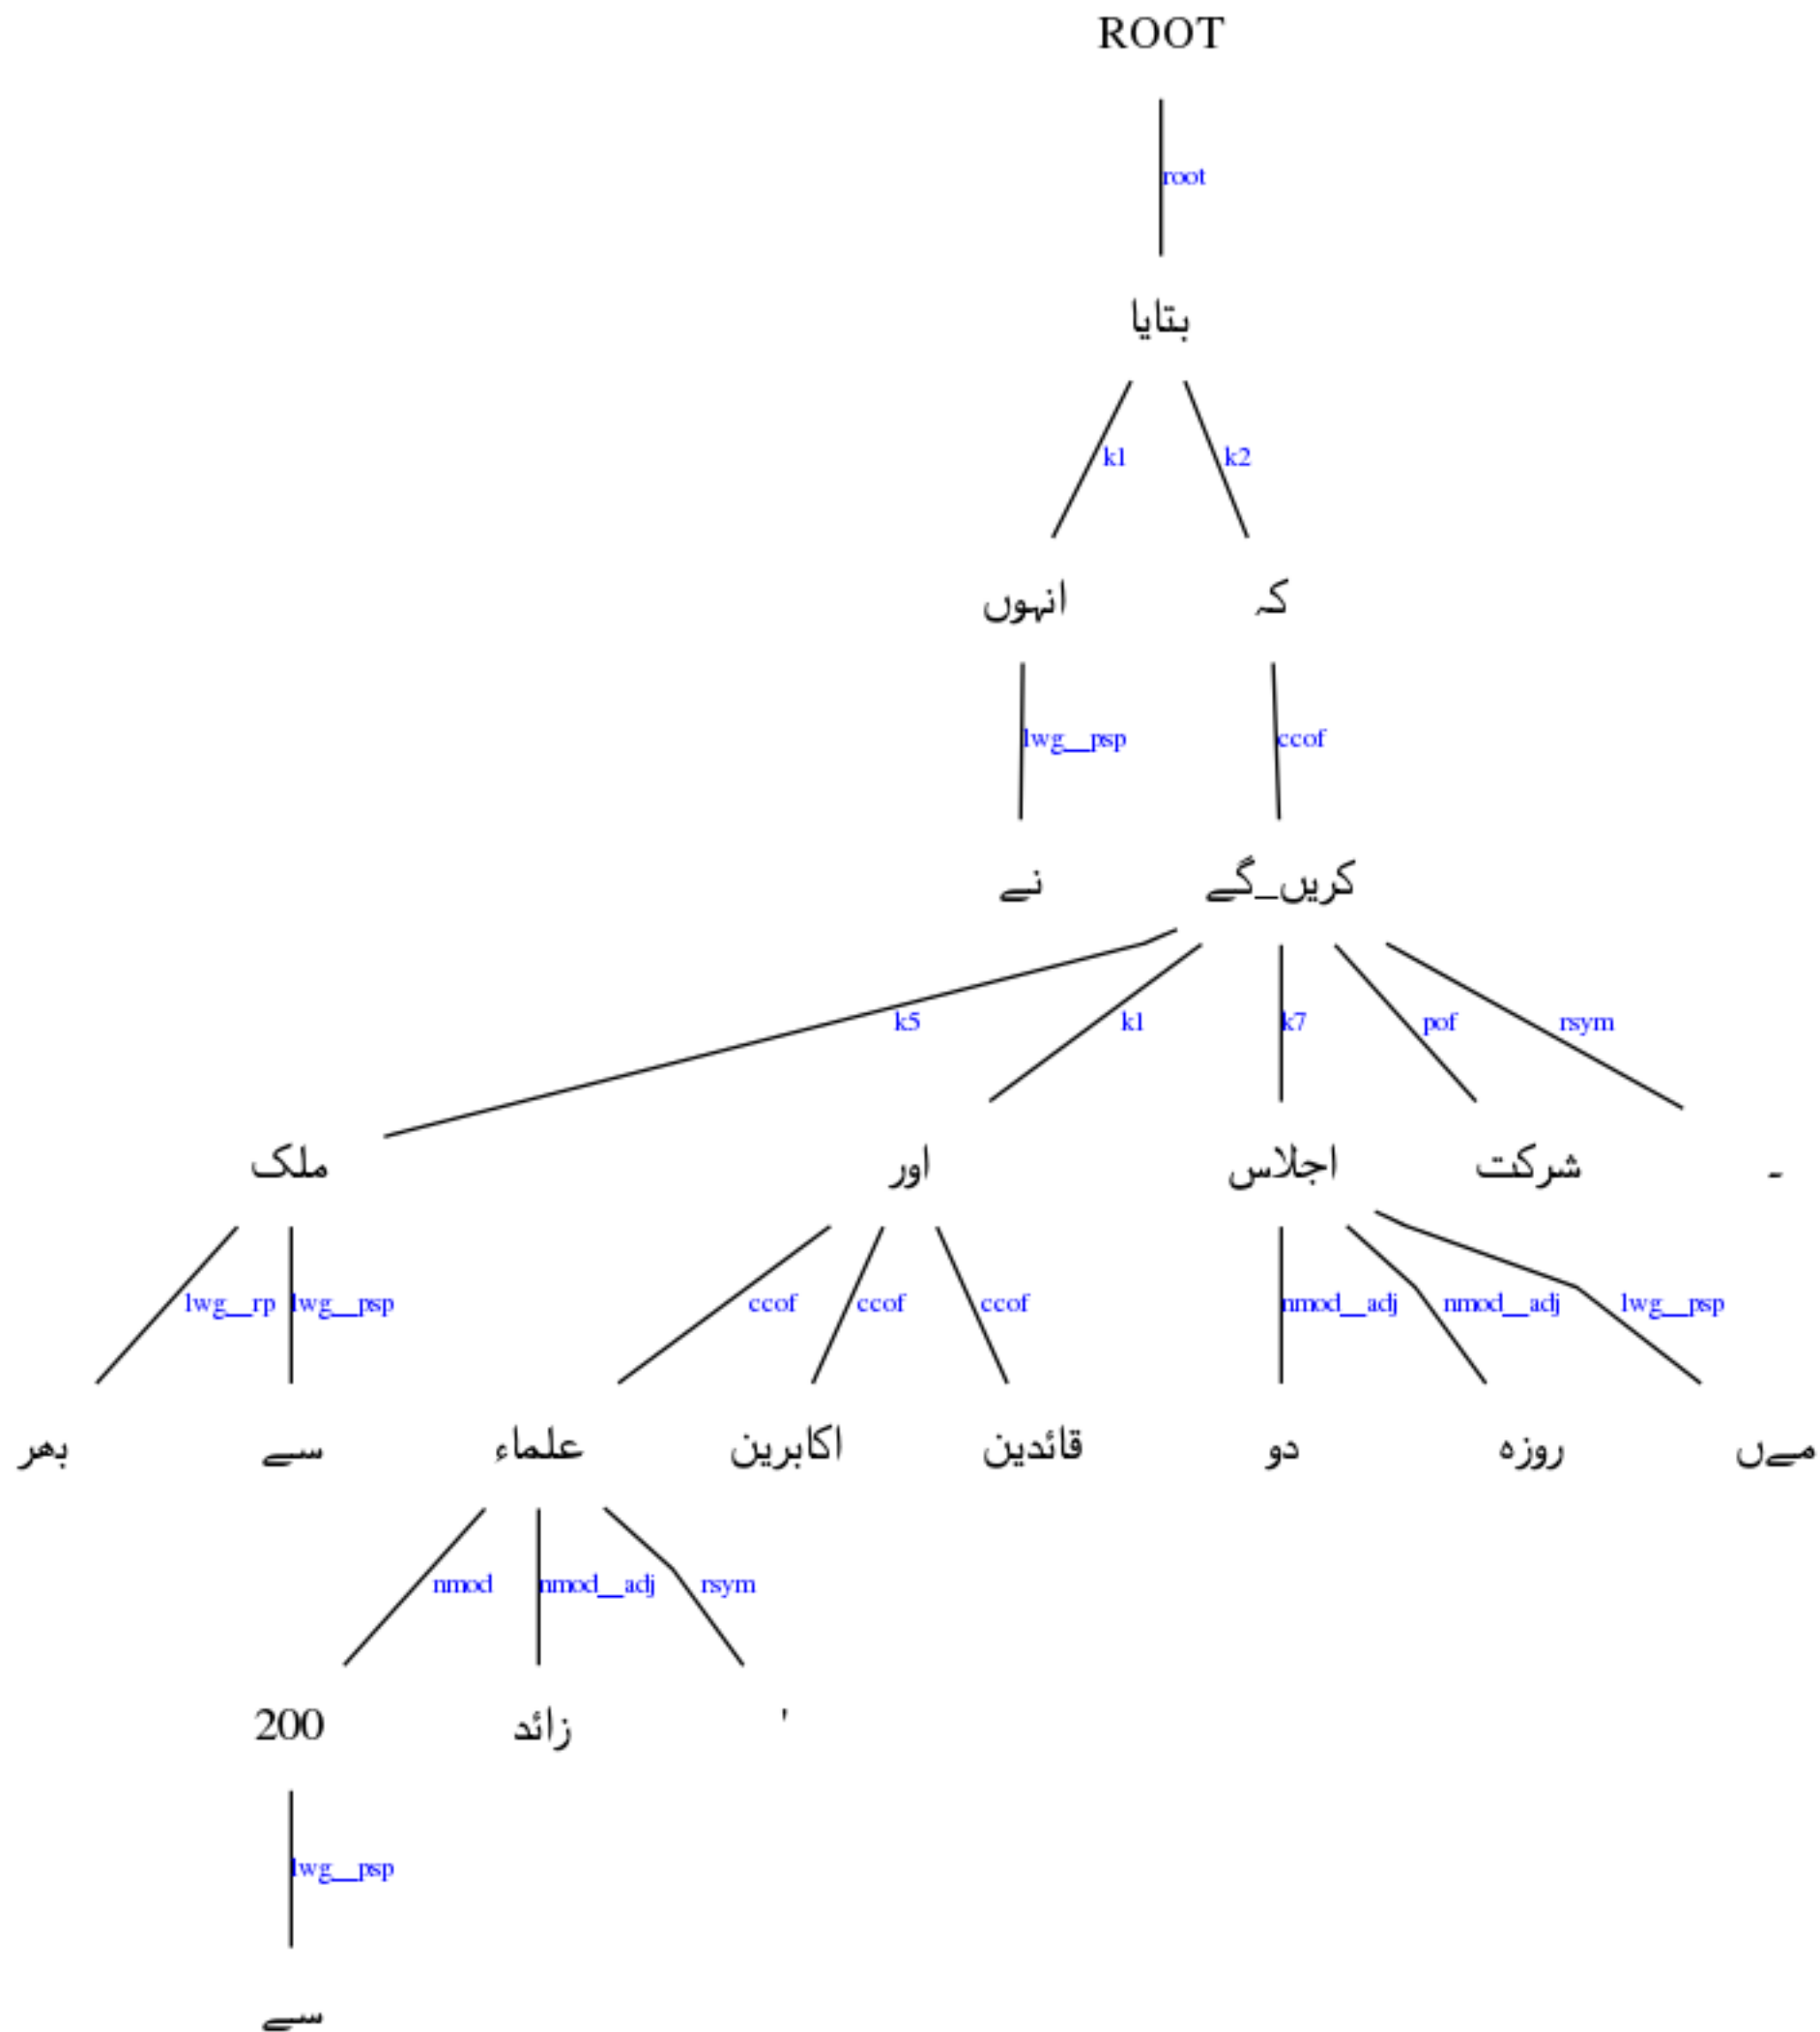 ROOT
root
بتایا
k1 k2
انہوں کہ
lwg__psp ccof
نے کریں_گے
k5 k1 k7 pof rsym
ملک اور اجلاس شرکت ۔
lwg__rp lwg__psp ccof ccof ccof nmod__adj nmod__adj lwg__psp
بھر سے علماء اکابرین قائدین دو روزہ مےں
nmod nmod__adj rsym
200 زائد '
lwg__psp
سے